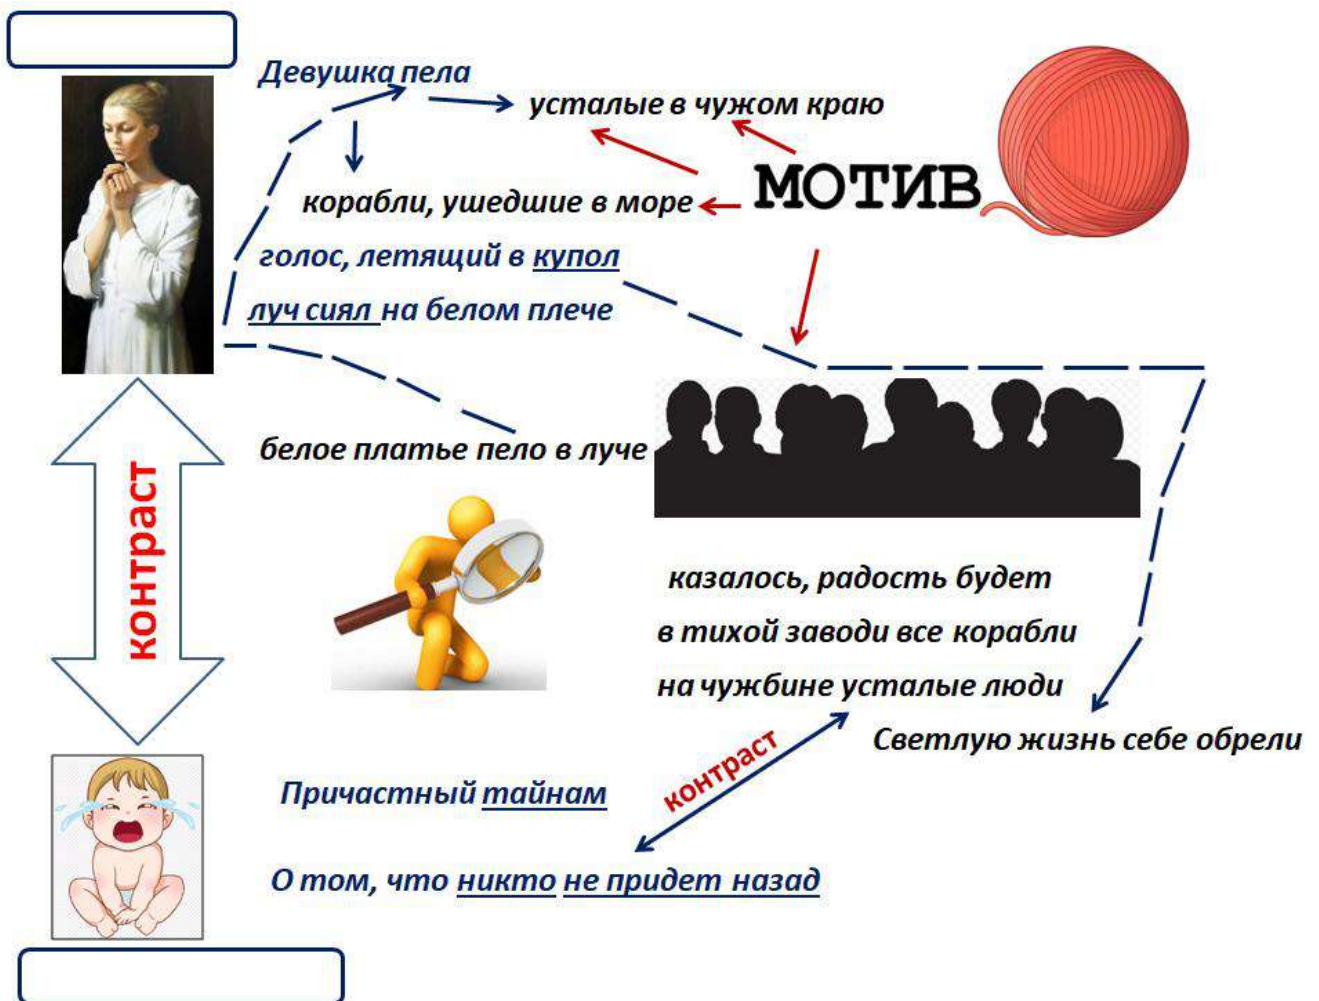 Девушка пела
усталые в чужом краю
МОТИВ
корабли, ушедшие в море
голос, летящий в купол
луч сиял на белом плече
белое платье пело в луче
контраст
казалось, радость будет
в тихой заводи все корабли
на чужбине усталые люди
Светлую жизнь себе обрели
контраст
Причастный тайнам
О том, что никто не придет назад